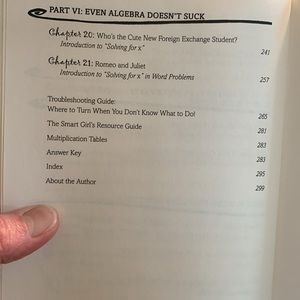 PART VI: EVEN ALGEBRA DOESN'T SUCK
Chapter 20: Who's the Cute New Foreign Exchange Student?
Introduction to "Solving for x" 241
Chapter 21: Romeo and Juliet
Introduction to "Solving for x" in Word Problems 257
Troubleshooting Guide:
Where to Turn When You Don't Know What to Do! 265
The Smart Girl's Resource Guide 281
Multiplication Tables 283
Answer Key 283
Index 295
About the Author 299